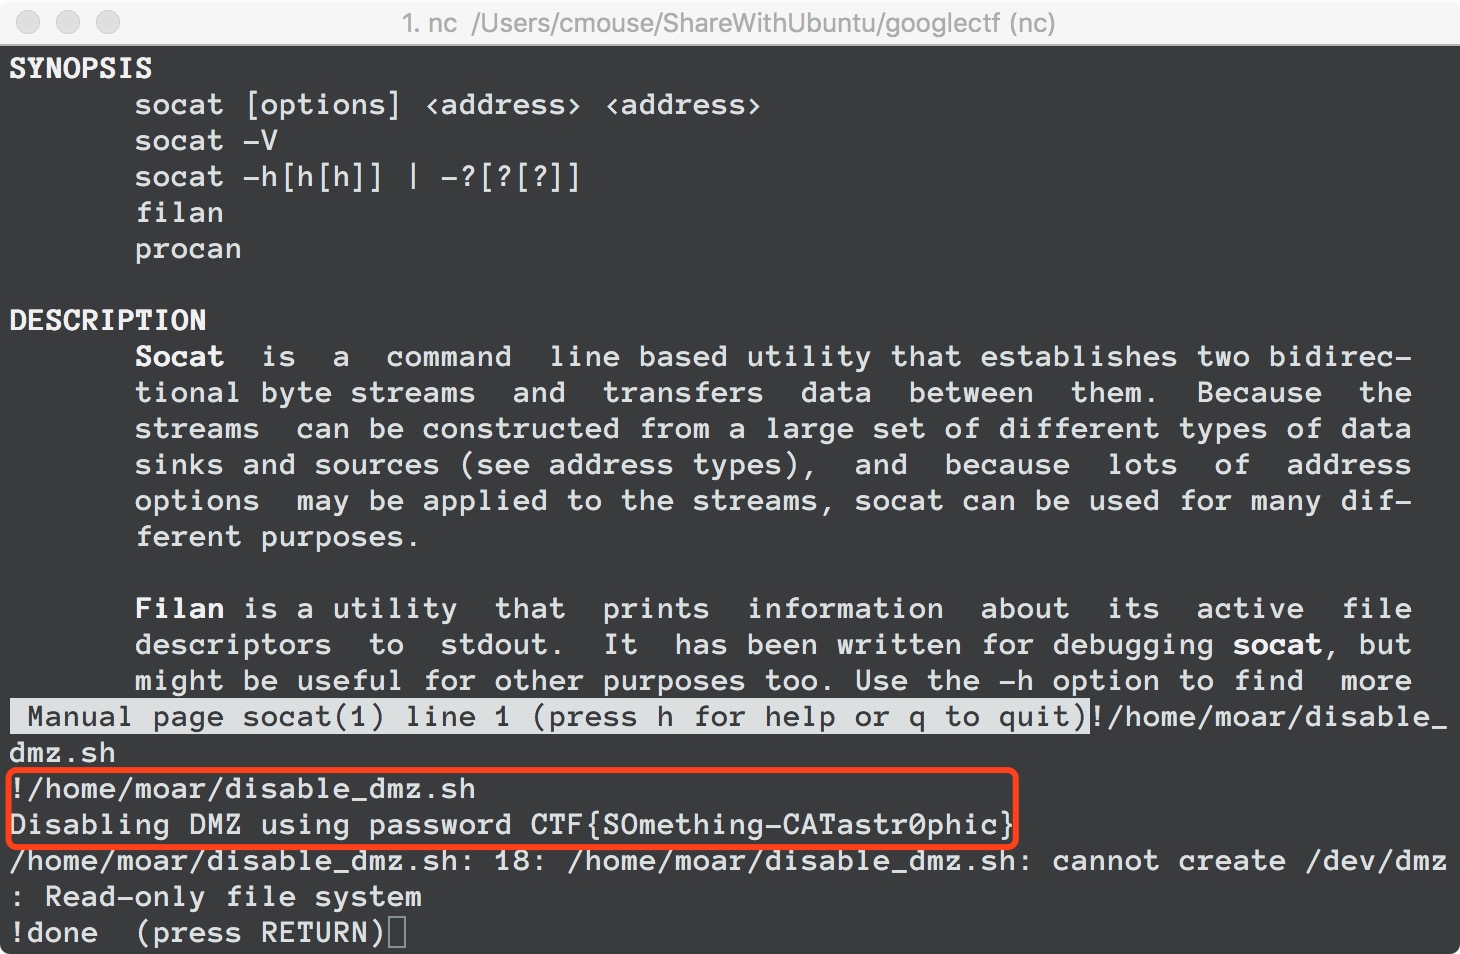 1. nc /Users/cmouse/ShareWithUbuntu/googlectf (nc)
SYNOPSIS
socat [options] <address> <address>
socat -V
socat -h[h[h]] | -?[?[?]]
filan
procan
DESCRIPTION
Socat is a command line based utility that establishes two bidirec-
tional byte streams and transfers data between them. Because the
streams can be constructed from a large set of different types of data
sinks and sources (see address types), and because lots of address
options may be applied to the streams, socat can be used for many dif-
ferent purposes.
Filan is a utility that prints information about its active file
descriptors to stdout. It has been written for debugging socat, but
might be useful for other purposes too. Use the -h option to find more
Manual page socat(1) line 1 (press h for help or q to quit)!/home/moar/disable_
dmz.sh
!/home/moar/disable_dmz.sh
Disabling DMZ using password CTF{SOmething-CATastr0phic}
/home/moar/disable_dmz.sh: 18: /home/moar/disable_dmz.sh: cannot create /dev/dmz
: Read-only file system
!done (press RETURN)